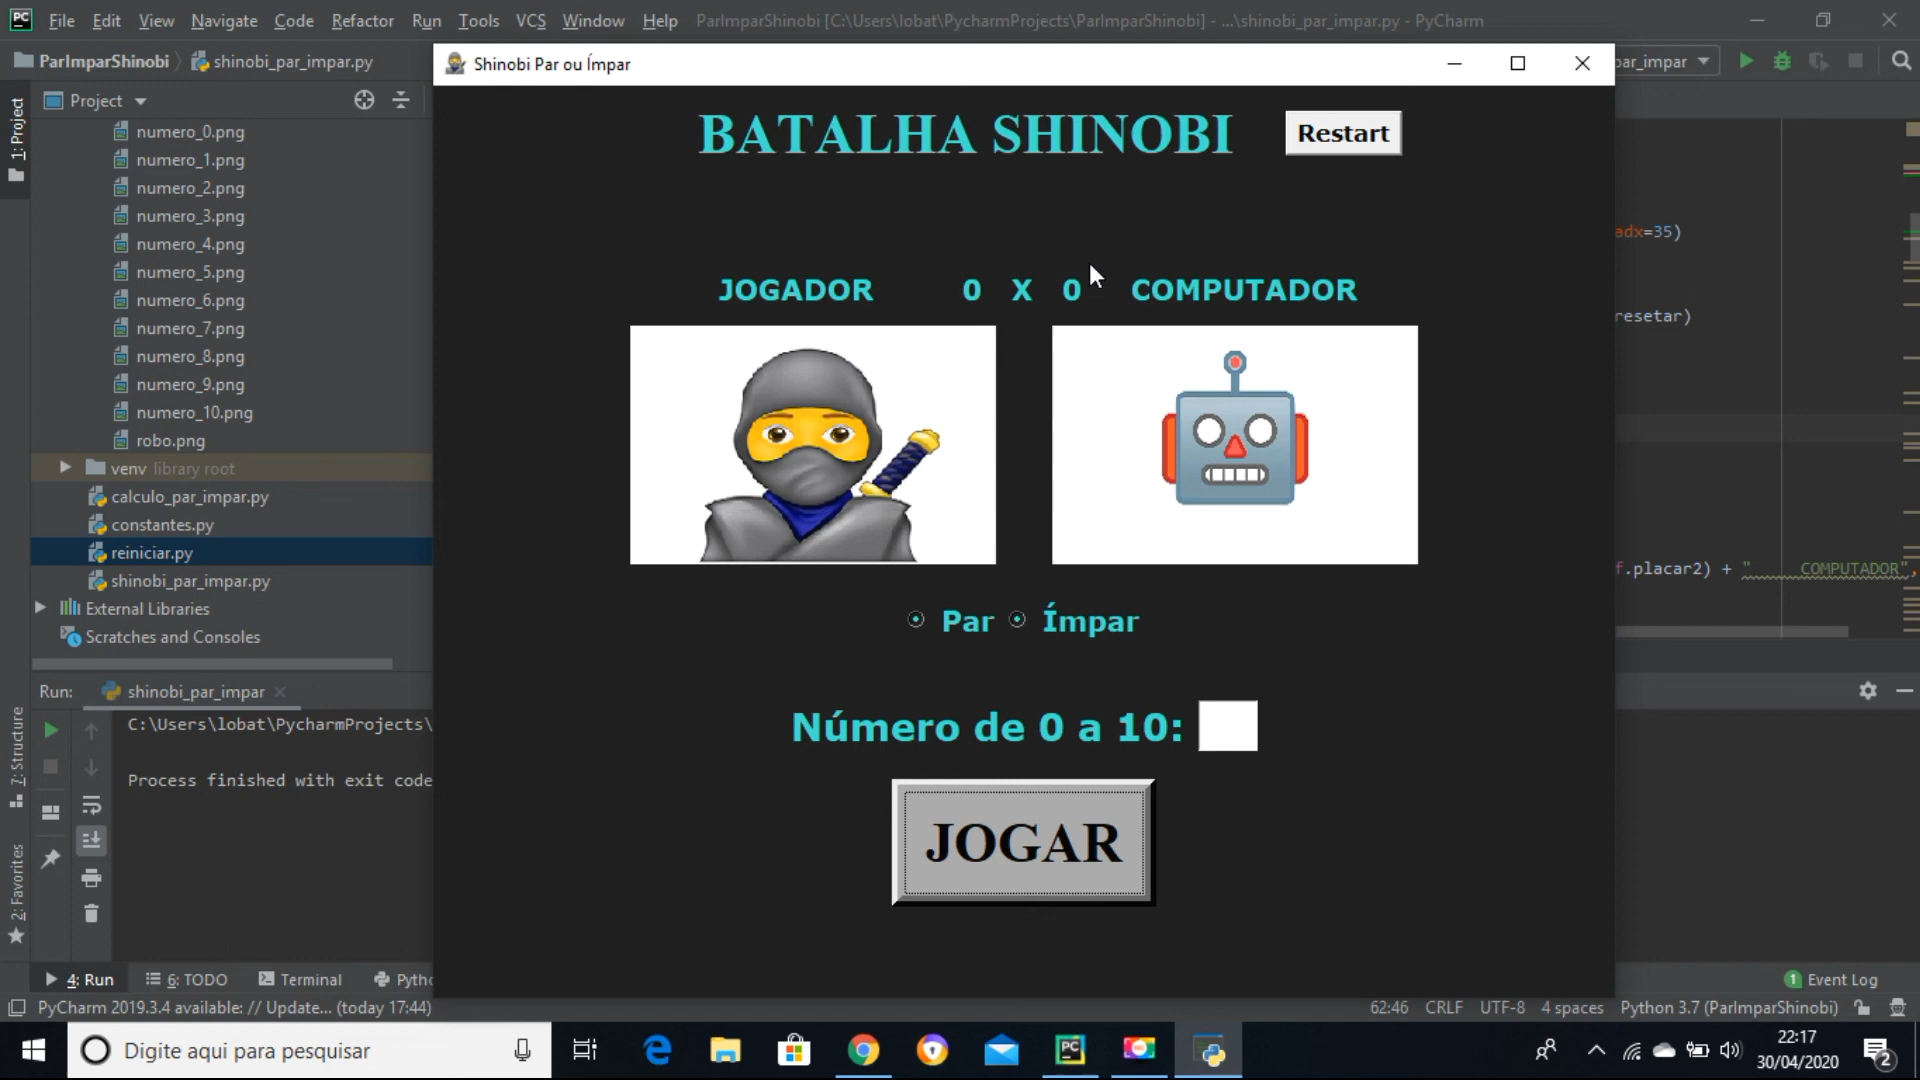 File Edit View Navigate Code Refactor Run Tools VCS Window Help ParImparShinobi [C:\Users\lobat\PycharmProjects\ParImparShinobi] - ...\shinobi_par_impar.py - PyCharm
ParImparShinobi shinobi_par_impar.py
par_impar
Shinobi Par ou Ímpar
1: Project
Project
numero_0.png
numero_1.png
numero_2.png
numero_3.png
numero_4.png
numero_5.png
numero_6.png
numero_7.png
numero_8.png
numero_9.png
numero_10.png
robo.png
venv library root
calculo_par_impar.py
constantes.py
reiniciar.py
shinobi_par_impar.py
External Libraries
Scratches and Consoles
BATALHA SHINOBI
Restart
JOGADOR 0 X 0 COMPUTADOR
Par Ímpar
Número de 0 a 10:
JOGAR
adx=35)
resetar)
f.placar2) + " COMPUTADOR",
Run: shinobi_par_impar
C:\Users\lobat\PycharmProjects\
Process finished with exit code
7: Structure
2: Favorites
4: Run 6: TODO Terminal Pytho
Event Log
1
PyCharm 2019.3.4 available: // Update... (today 17:44)
62:46 CRLF UTF-8 4 spaces Python 3.7 (ParImparShinobi)
Digite aqui para pesquisar
PC
22:17
30/04/2020
2